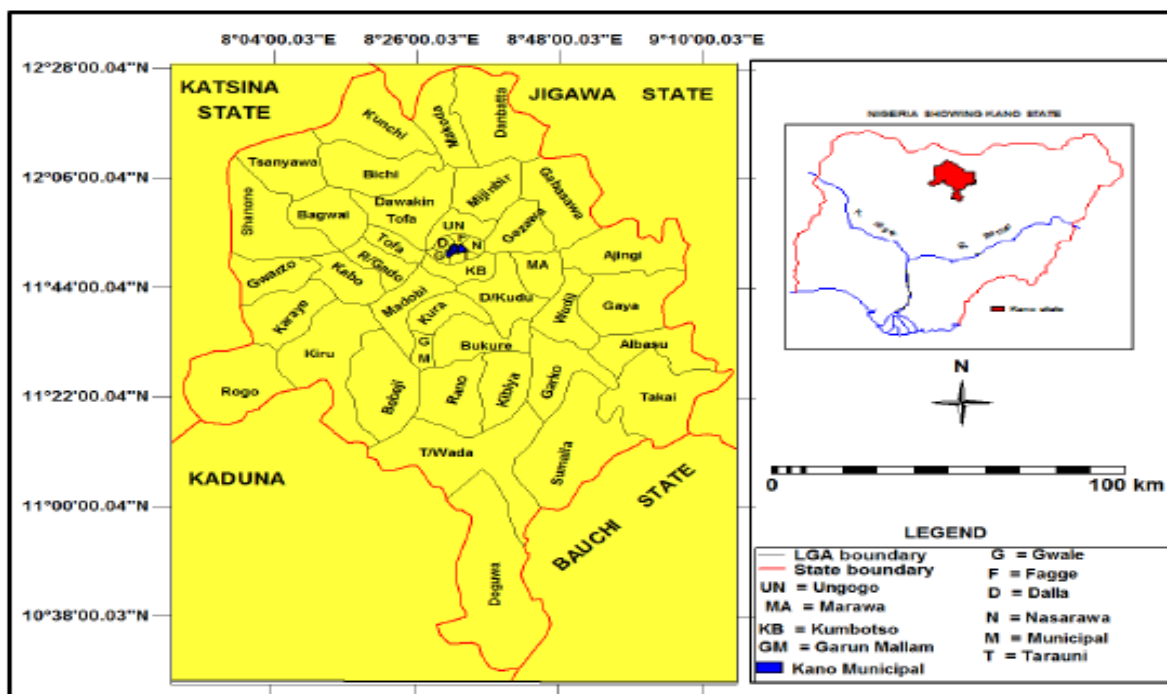 8°04'00.03"E 8°26'00.03"E 8°48'00.03"E 9°10'00.03"E
12°28'00.04"N
12°06'00.04"N
11°44'00.04"N
11°22'00.04"N
11°00'00.04"N
10°38'00.03"N
KATSINA
STATE
JIGAWA STATE
Kunchi
Makoda
Danbatta
Tsanyawa
Bichi
Shanono
Bagwai
Dawakin
Tofa
Mijinbir
Gabasawa
UN
Gezawa
Tofa
D
F
N
G
R/Gado
Kabo
Gwarzo
KB
MA
Ajingi
Karaye
Madobi
Kura
D/Kudu
Wudu
Gaya
Kiru
G
M
Bukure
Albasu
Rogo
Bebeji
Rano
Kibiya
Garko
Takai
T/Wada
Sumaila
KADUNA
BAUCHI STATE
Doguwa
NIGERIA SHOWING KANO STATE
Kano state
N
0 100 km
LEGEND
LGA boundary
State boundary
UN = Ungogo
MA = Marawa
KB = Kumbotso
GM = Garun Mallam
Kano Municipal
G = Gwale
F = Fagge
D = Dalla
N = Nasarawa
M = Municipal
T = Tarauni